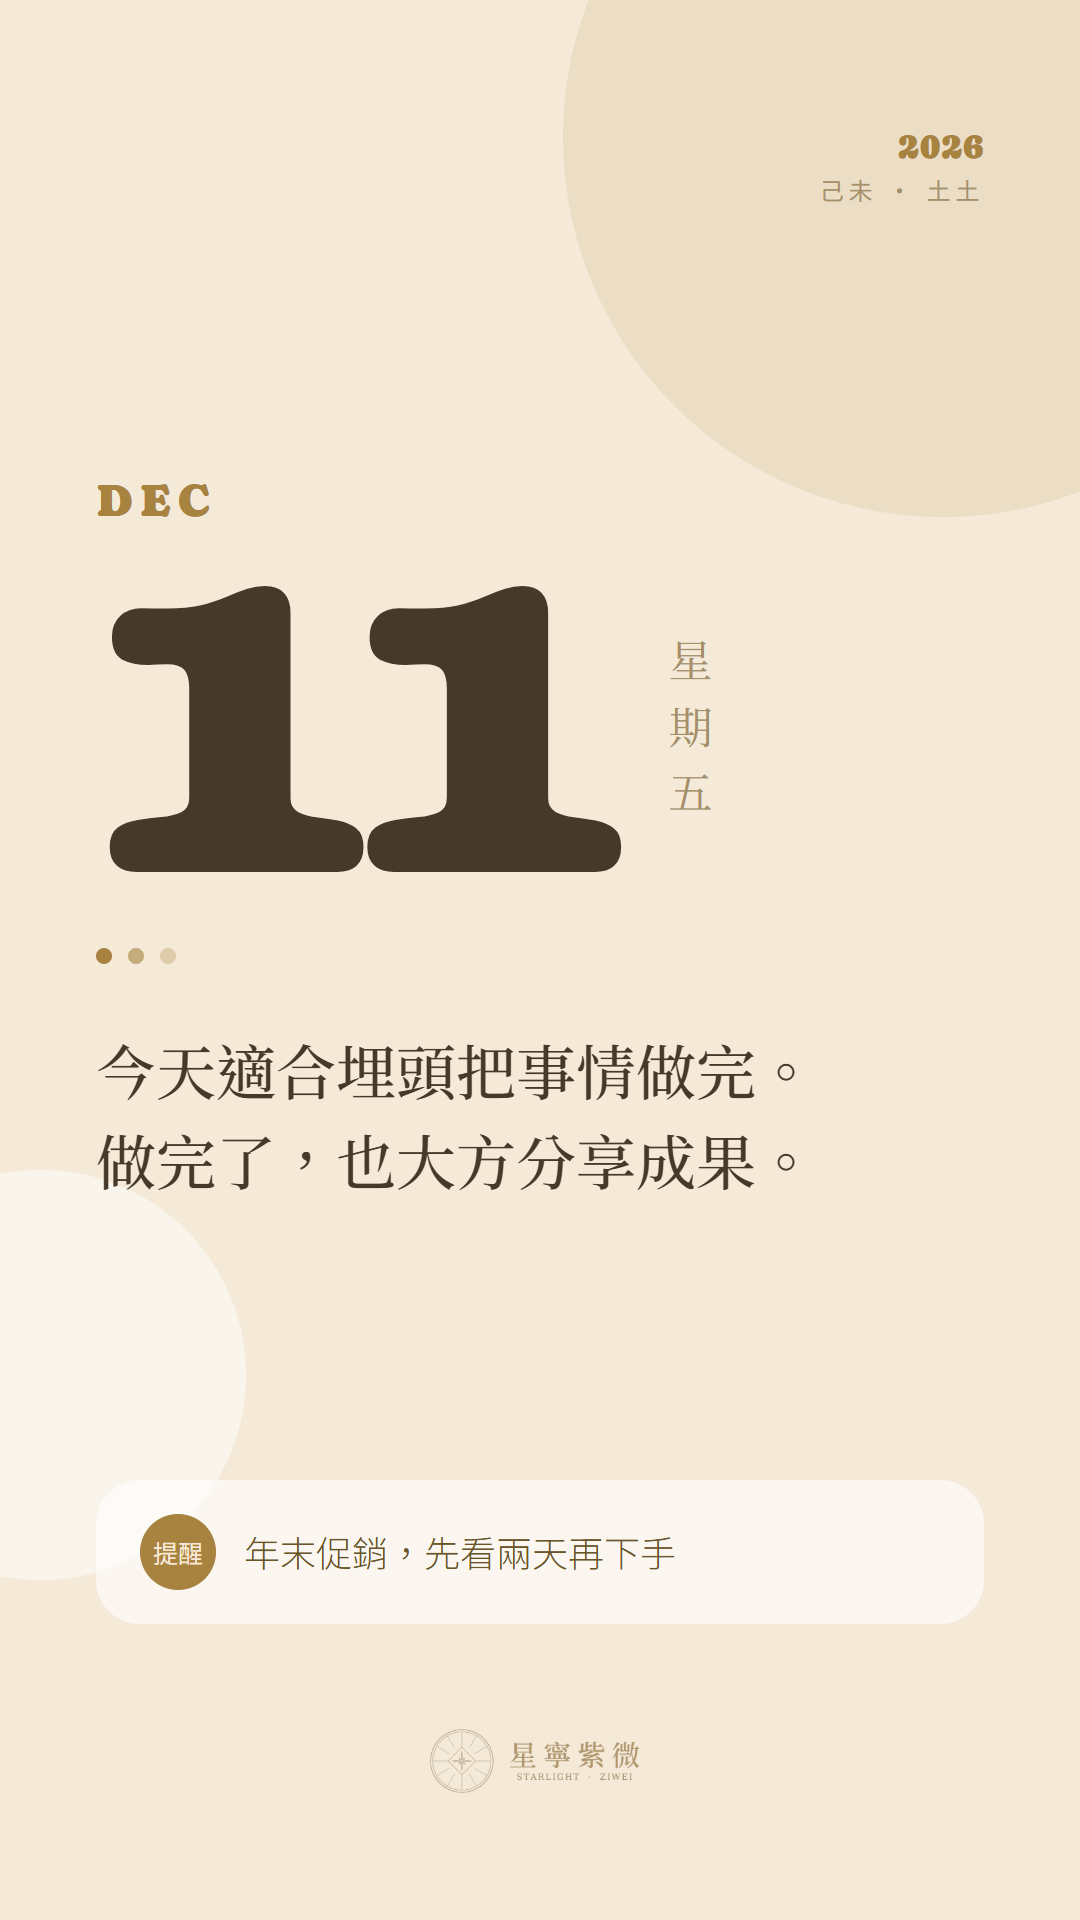 2026
己未 · 土土
DEC
11
星期五
今天適合埋頭把事情做完。
做完了，也大方分享成果。
提醒
年末促銷，先看兩天再下手
星寧紫微
STARLIGHT · ZIWEI